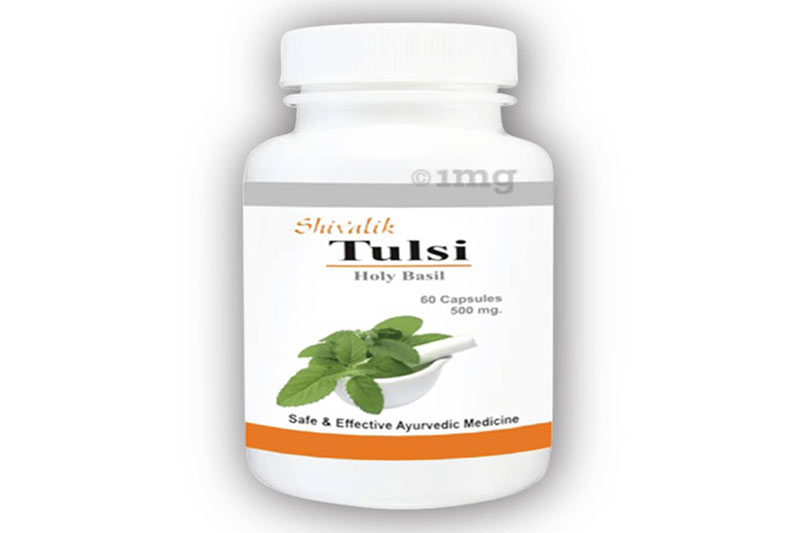 ©1mg
Shivalik
Tulsi
Holy Basil
60 Capsules
500 mg.
Safe & Effective Ayurvedic Medicine